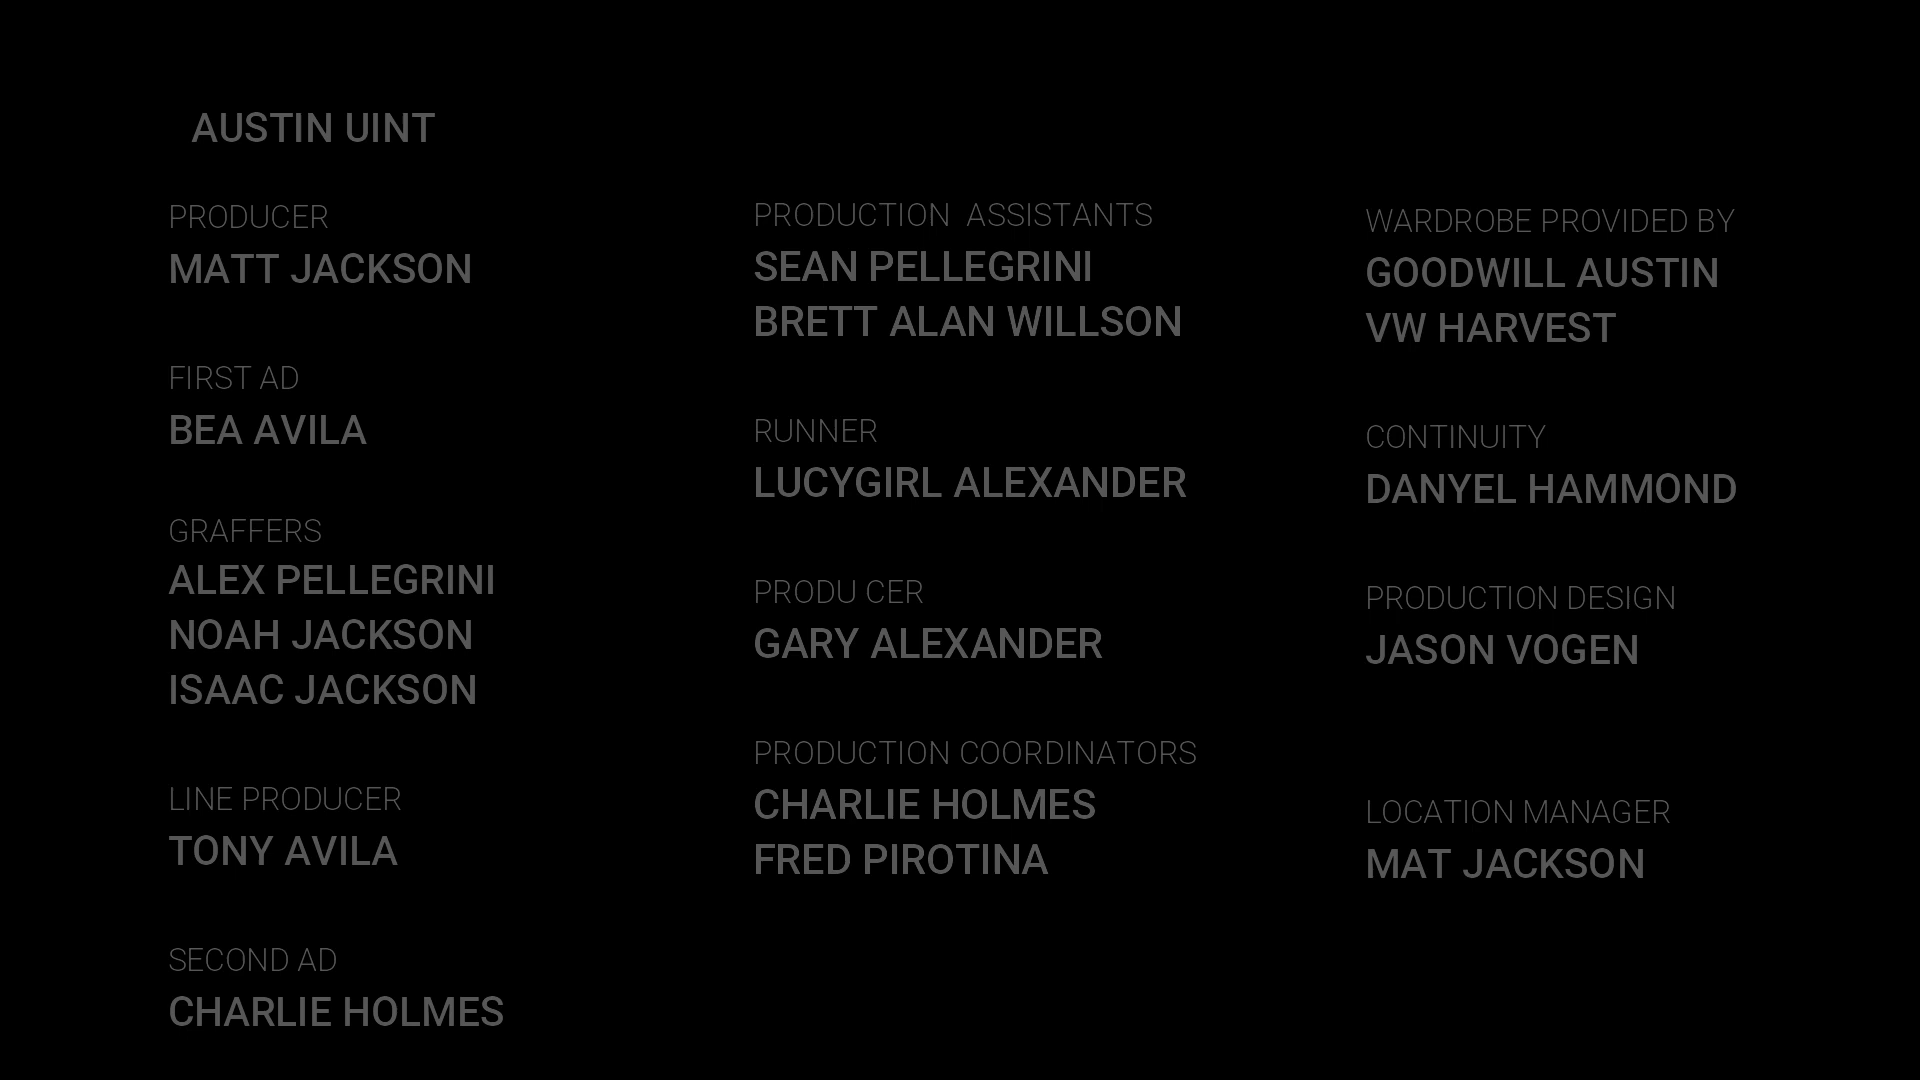 AUSTIN UINT
PRODUCER
MATT JACKSON
FIRST AD
BEA AVILA
GRAFFERS
ALEX PELLEGRINI
NOAH JACKSON
ISAAC JACKSON
LINE PRODUCER
TONY AVILA
SECOND AD
CHARLIE HOLMES
PRODUCTION ASSISTANTS
SEAN PELLEGRINI
BRETT ALAN WILLSON
RUNNER
LUCYGIRL ALEXANDER
PRODU CER
GARY ALEXANDER
PRODUCTION COORDINATORS
CHARLIE HOLMES
FRED PIROTINA
WARDROBE PROVIDED BY
GOODWILL AUSTIN
VW HARVEST
CONTINUITY
DANYEL HAMMOND
PRODUCTION DESIGN
JASON VOGEN
LOCATION MANAGER
MAT JACKSON